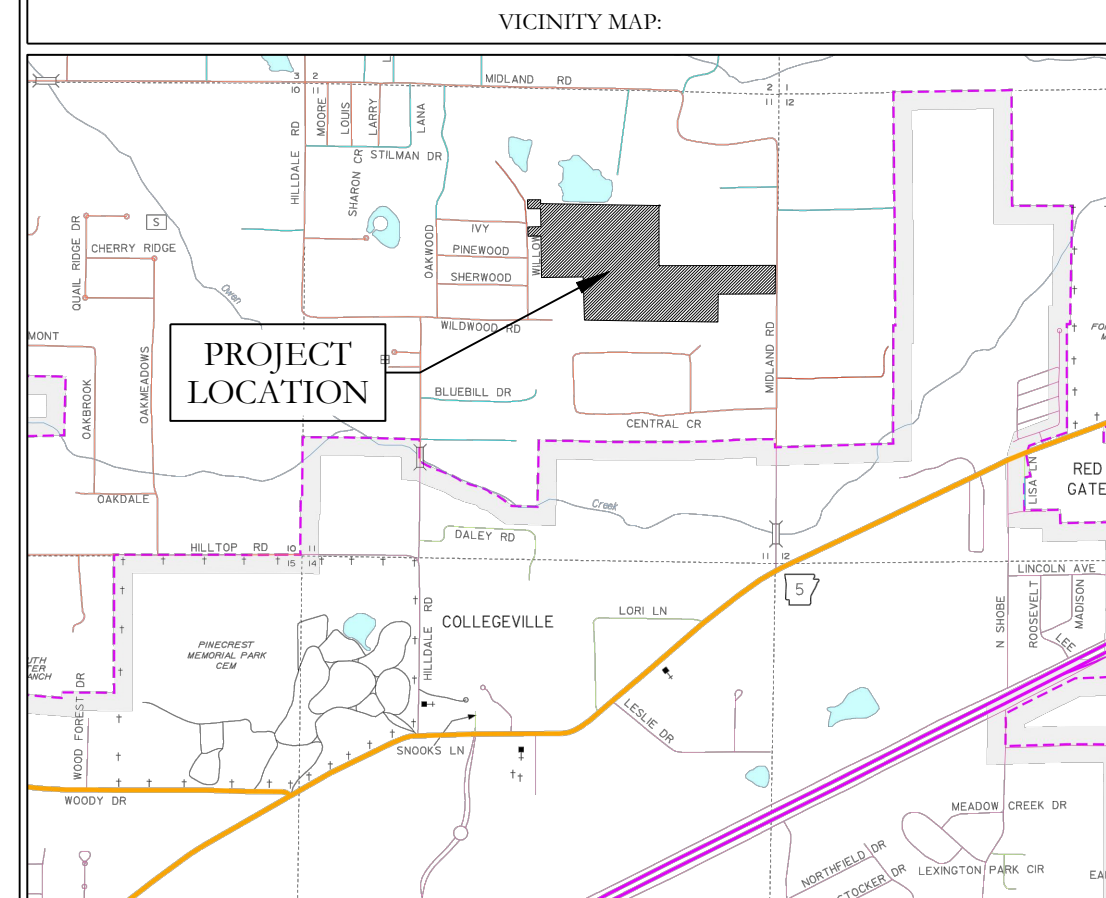 VICINITY MAP:
MIDLAND RD
3 2
10 11
2 1
11 12
HILLDALE RD
MOORE
LOUIS
LARRY
LANA
STILMAN DR
SHARON CR
S
QUAIL RIDGE DR
CHERRY RIDGE
OAKWOOD
IVY
PINEWOOD
WILLOW
SHERWOOD
Owen
WILDWOOD RD
MONT
PROJECT
LOCATION
MIDLAND RD
OAKBROOK
OAKMEADOWS
BLUEBILL DR
CENTRAL CR
RED
GATE
LISA LN
OAKDALE
Creek
DALEY RD
HILLTOP RD
10 11
15 14
11 12
5
LINCOLN AVE
N SHOBE
ROOSEVELT
MADISON
LEE
LORI LN
HILLDALE RD
COLLEGEVILLE
PINECREST
MEMORIAL PARK
CEM
UTH
TER
ANCH
WOOD FOREST DR
LESLIE DR
SNOOKS LN
WOODY DR
MEADOW CREEK DR
NORTHFIELD DR
STOCKER DR
LEXINGTON PARK CIR
EA